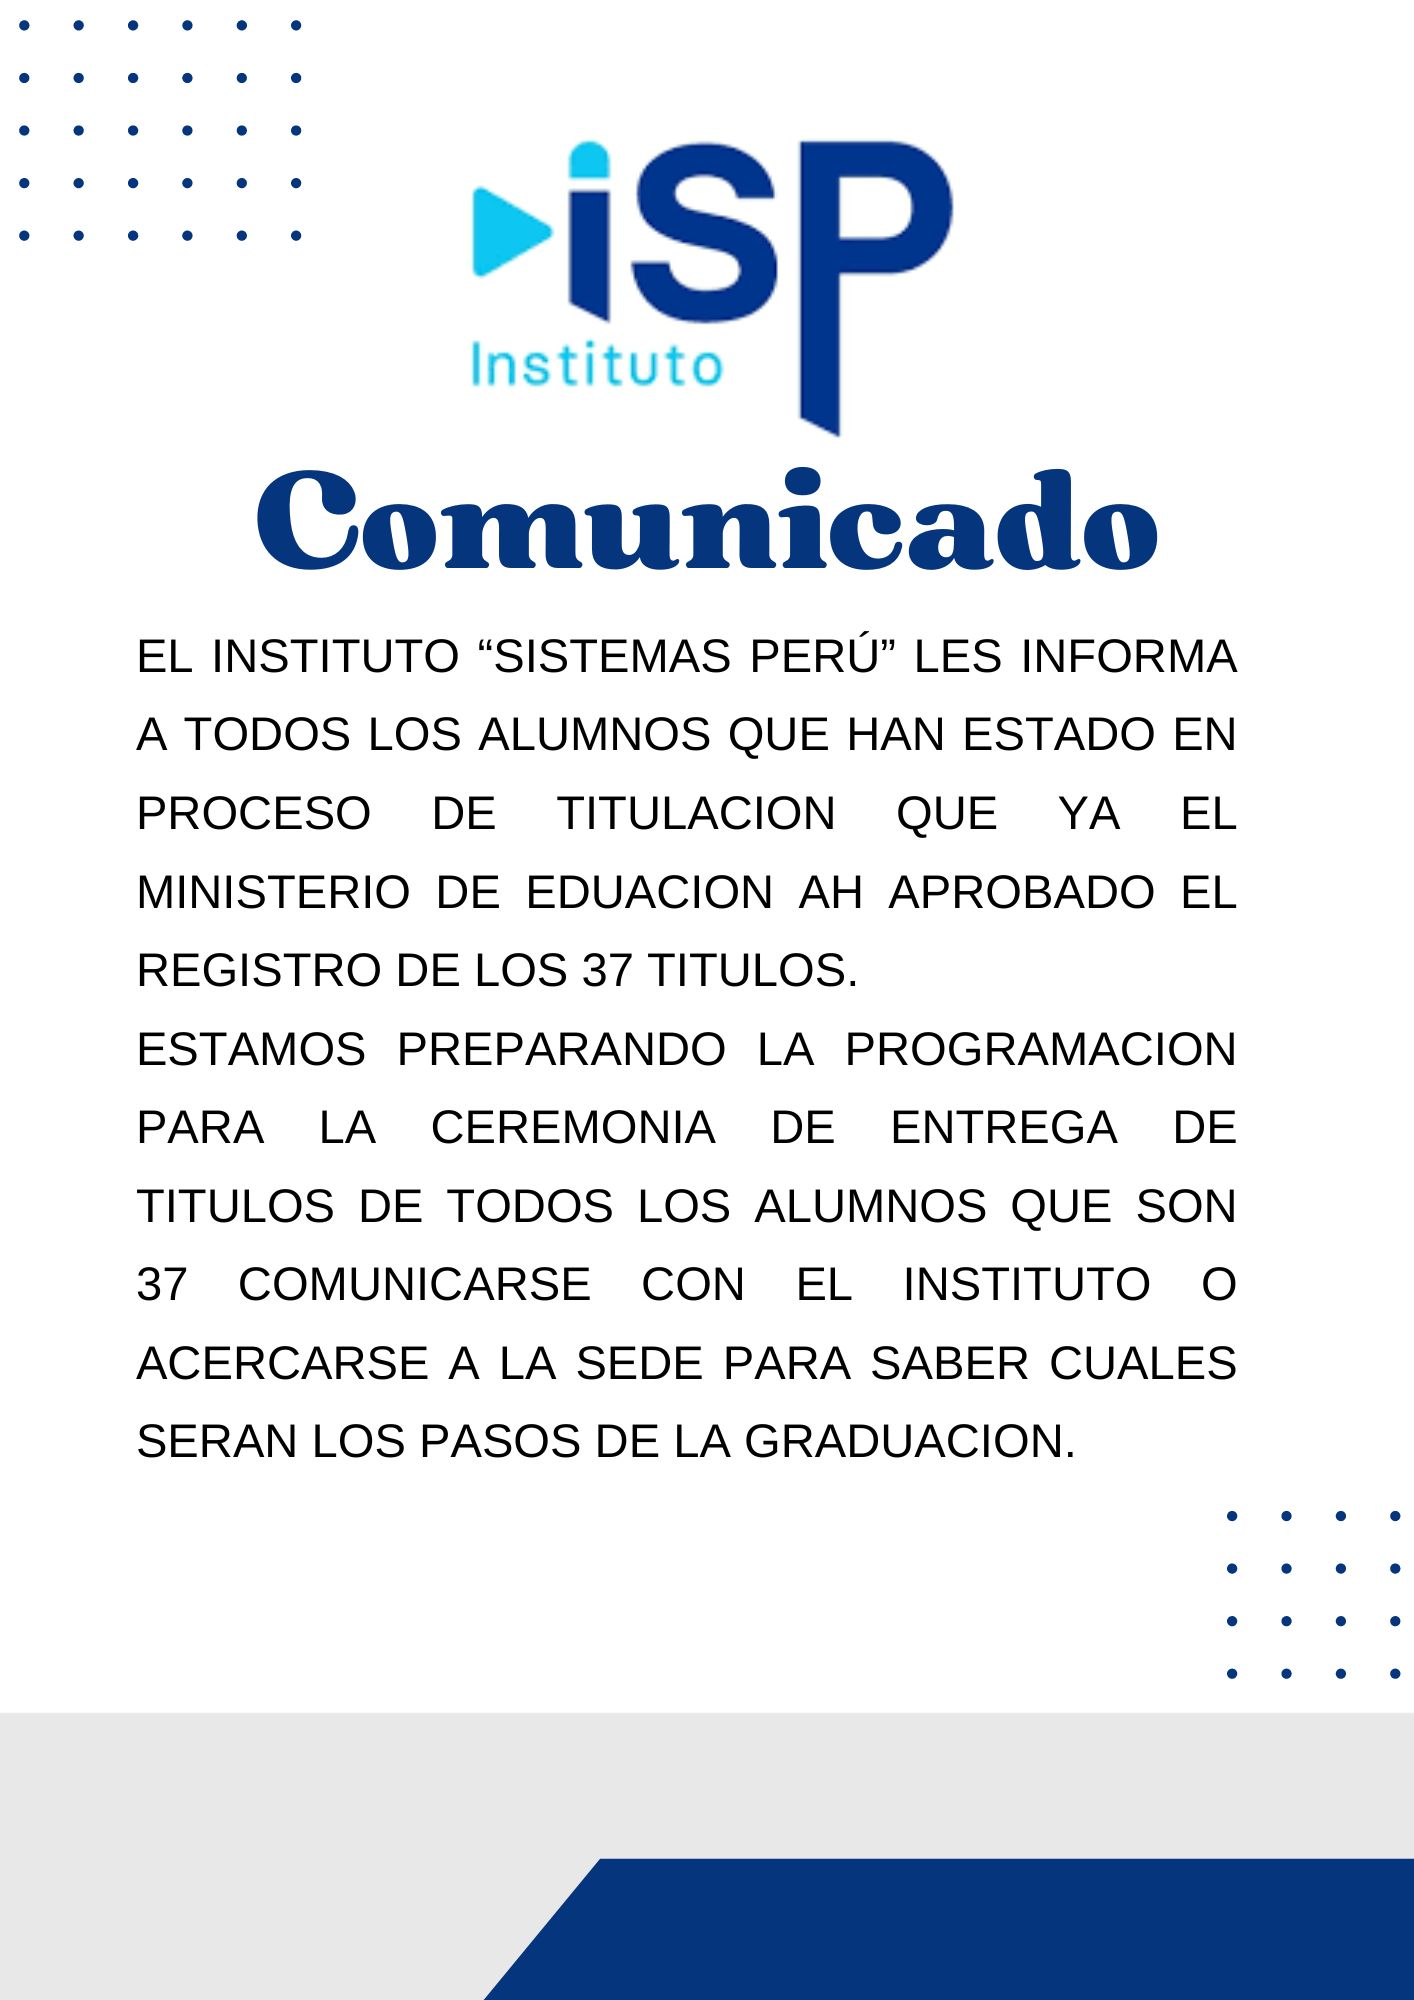 iSP
Instituto
Comunicado
EL INSTITUTO “SISTEMAS PERÚ” LES INFORMA
A TODOS LOS ALUMNOS QUE HAN ESTADO EN
PROCESO DE TITULACION QUE YA EL
MINISTERIO DE EDUACION AH APROBADO EL
REGISTRO DE LOS 37 TITULOS.
ESTAMOS PREPARANDO LA PROGRAMACION
PARA LA CEREMONIA DE ENTREGA DE
TITULOS DE TODOS LOS ALUMNOS QUE SON
37 COMUNICARSE CON EL INSTITUTO O
ACERCARSE A LA SEDE PARA SABER CUALES
SERAN LOS PASOS DE LA GRADUACION.